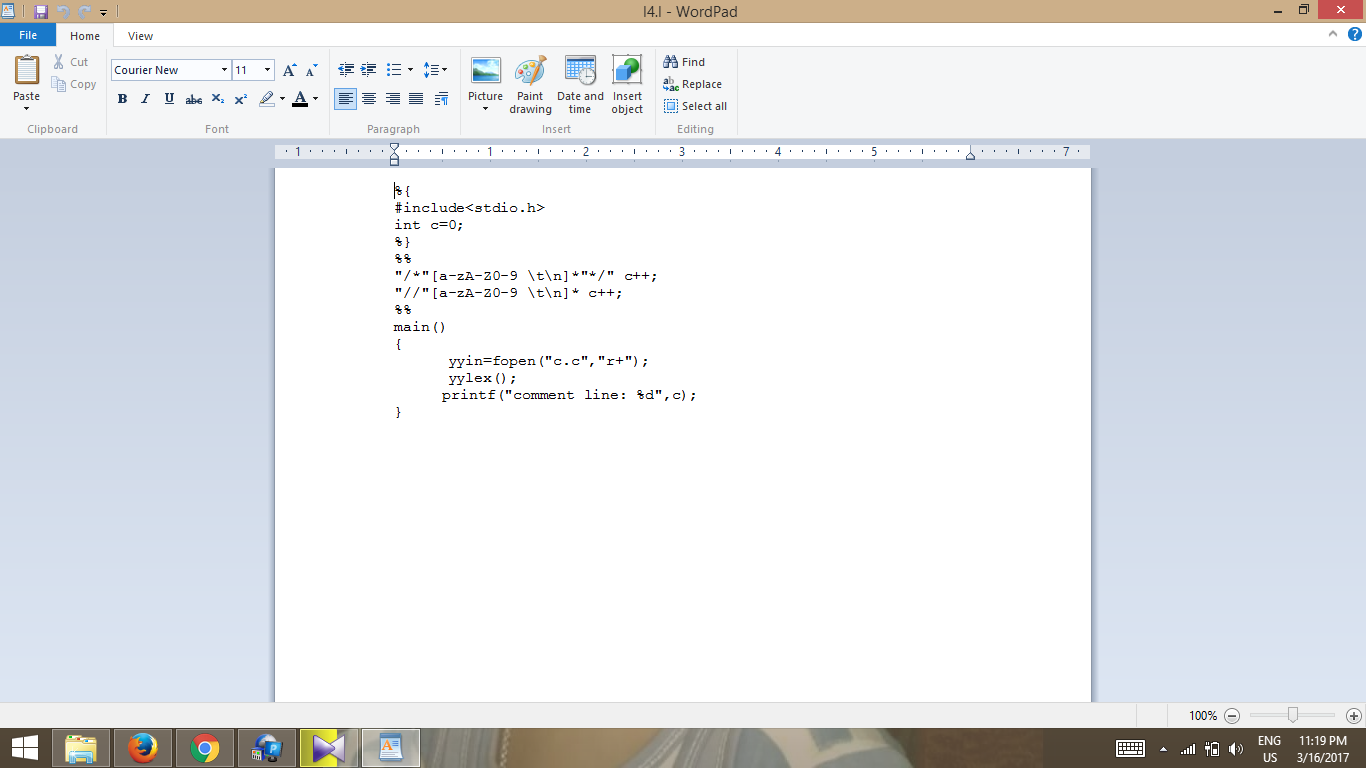 l4.l - WordPad
File Home View
Paste
Cut
Copy
Clipboard
Courier New 11
B I U abc X₂ X²
Font
Paragraph
Picture
Paint drawing
Date and time
Insert object
Insert
Find
Replace
Select all
Editing
1 1 2 3 4 5 7
%{
#include<stdio.h>
int c=0;
%}
%%
"/*"[a-zA-Z0-9 \t\n]*"*/" c++;
"//"[a-zA-Z0-9 \t\n]* c++;
%%
main()
{
yyin=fopen("c.c","r+");
yylex();
printf("comment line: %d",c);
}
100%
ENG 11:19 PM
US 3/16/2017